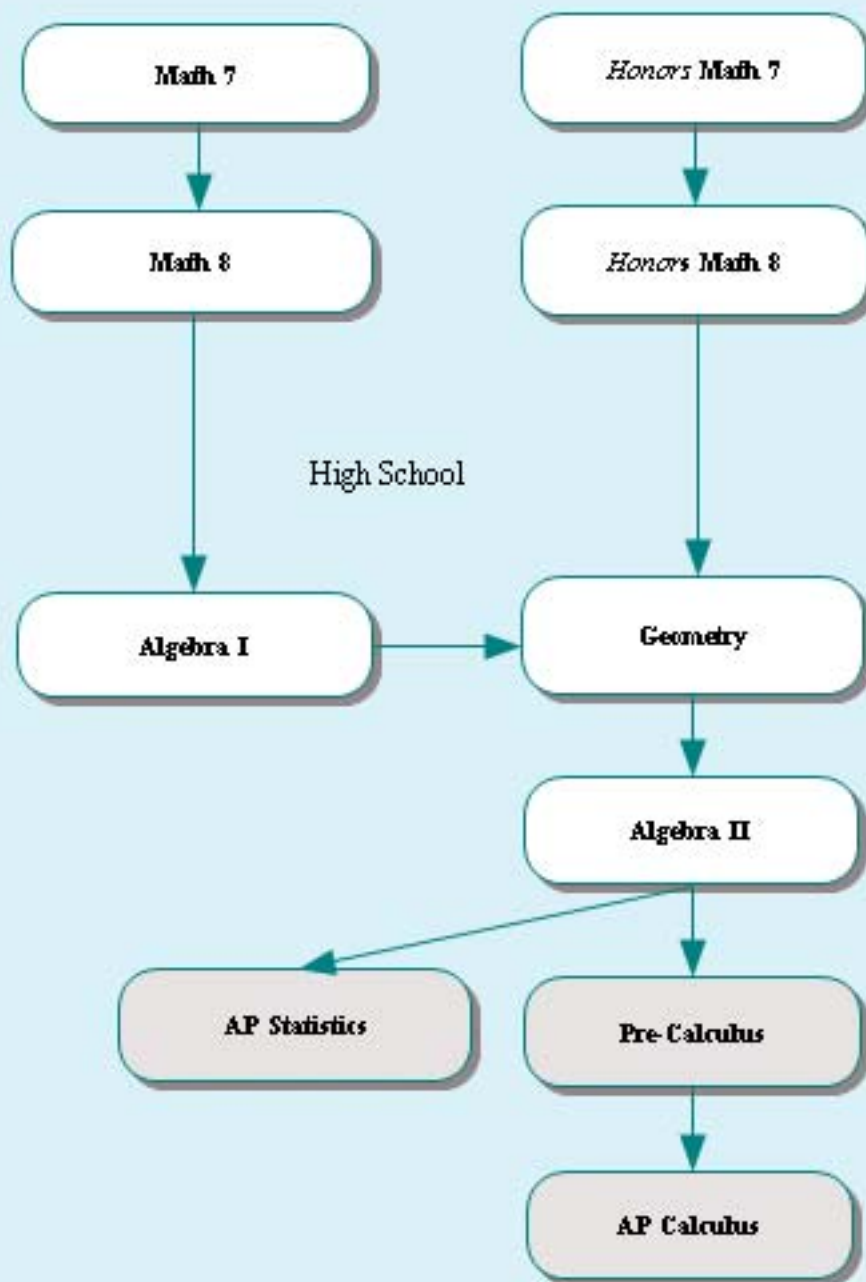 Math 7
Honors Math 7
Math 8
Honors Math 8
High School
Algebra I
Geometry
Algebra II
AP Statistics
Pre-Calculus
AP Calculus